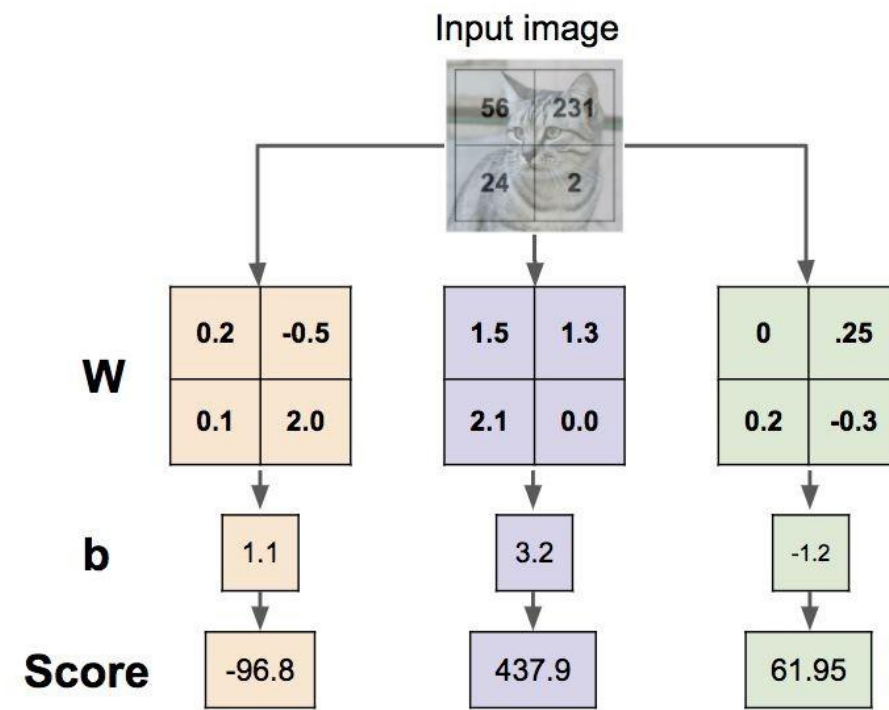 Input image
56 231
24 2
W
0.2 -0.5 1.5 1.3 0 .25
0.1 2.0 2.1 0.0 0.2 -0.3
b 1.1 3.2 -1.2
Score -96.8 437.9 61.95